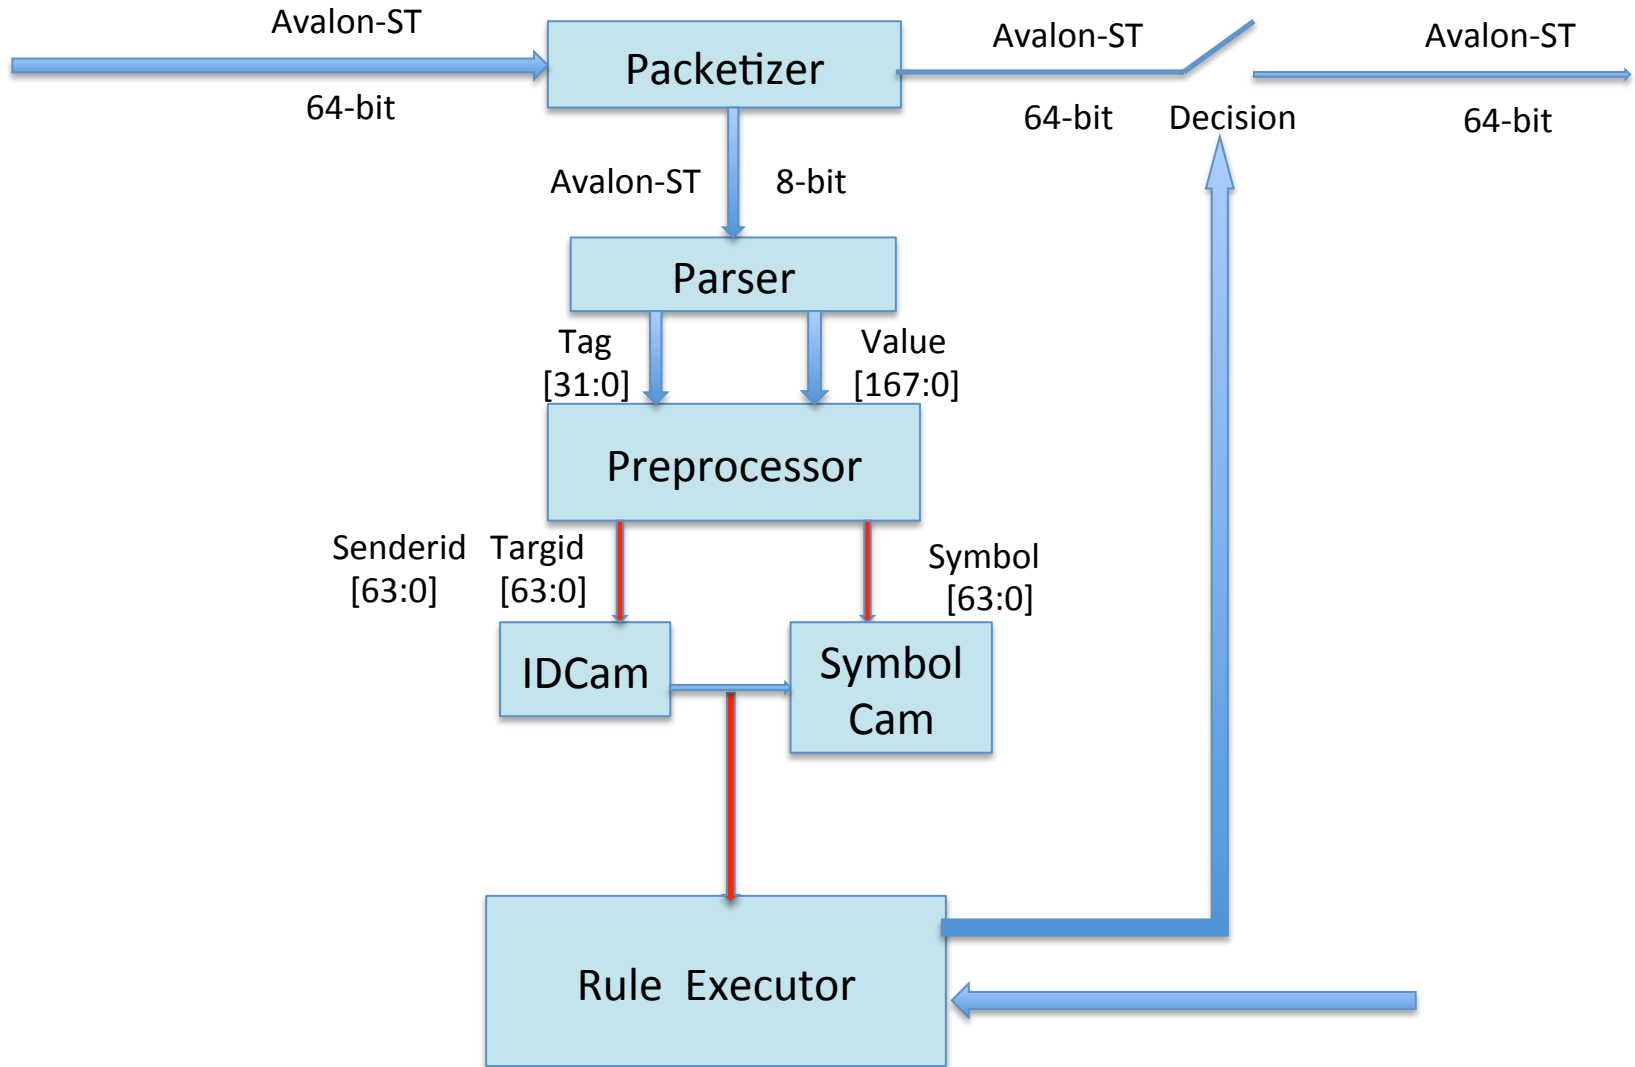 Avalon-ST
64-bit
Packetizer
Avalon-ST
64-bit
Decision
Avalon-ST
64-bit
Avalon-ST 8-bit
Parser
Tag
[31:0]
Value
[167:0]
Preprocessor
Senderid
[63:0]
Targid
[63:0]
Symbol
[63:0]
IDCam
Symbol
Cam
Rule Executor